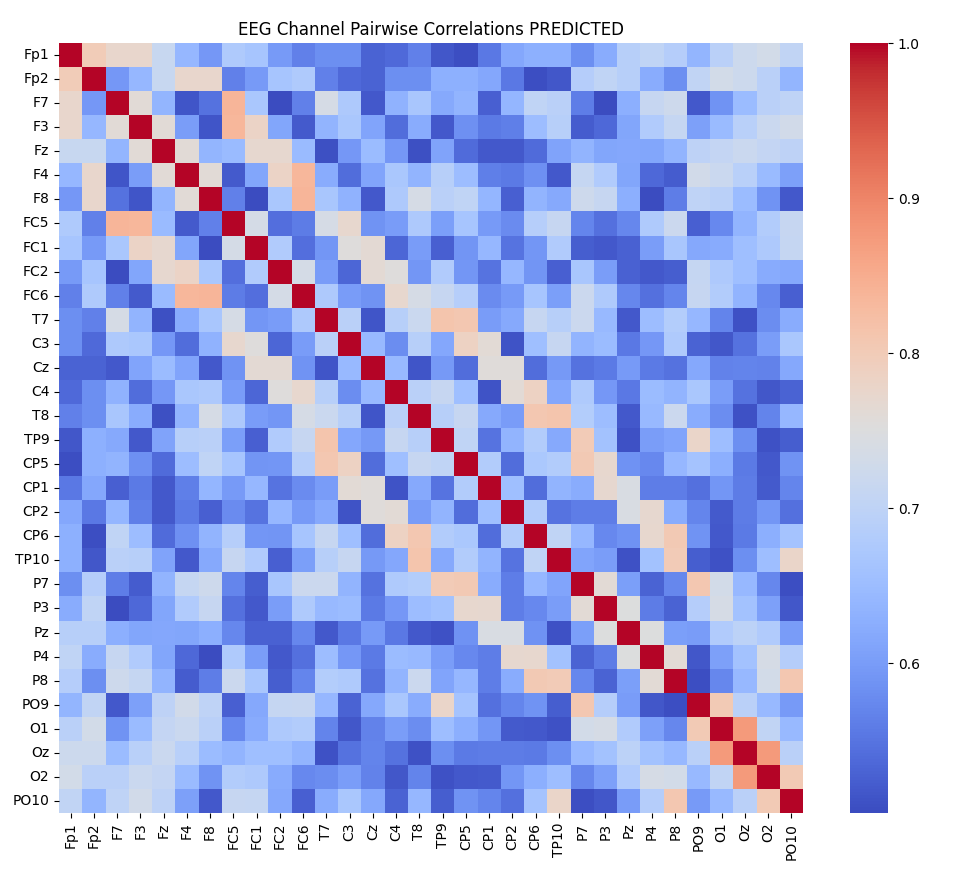 EEG Channel Pairwise Correlations PREDICTED
Fp1
Fp2
F7
F3
Fz
F4
F8
FC5
FC1
FC2
FC6
T7
C3
Cz
C4
T8
TP9
CP5
CP1
CP2
CP6
TP10
P7
P3
Pz
P4
P8
PO9
O1
Oz
O2
PO10
Fp1 Fp2 F7 F3 Fz F4 F8 FC5 FC1 FC2 FC6 T7 C3 Cz C4 T8 TP9 CP5 CP1 CP2 CP6 TP10 P7 P3 Pz P4 P8 PO9 O1 Oz O2 PO10
1.0
0.9
0.8
0.7
0.6